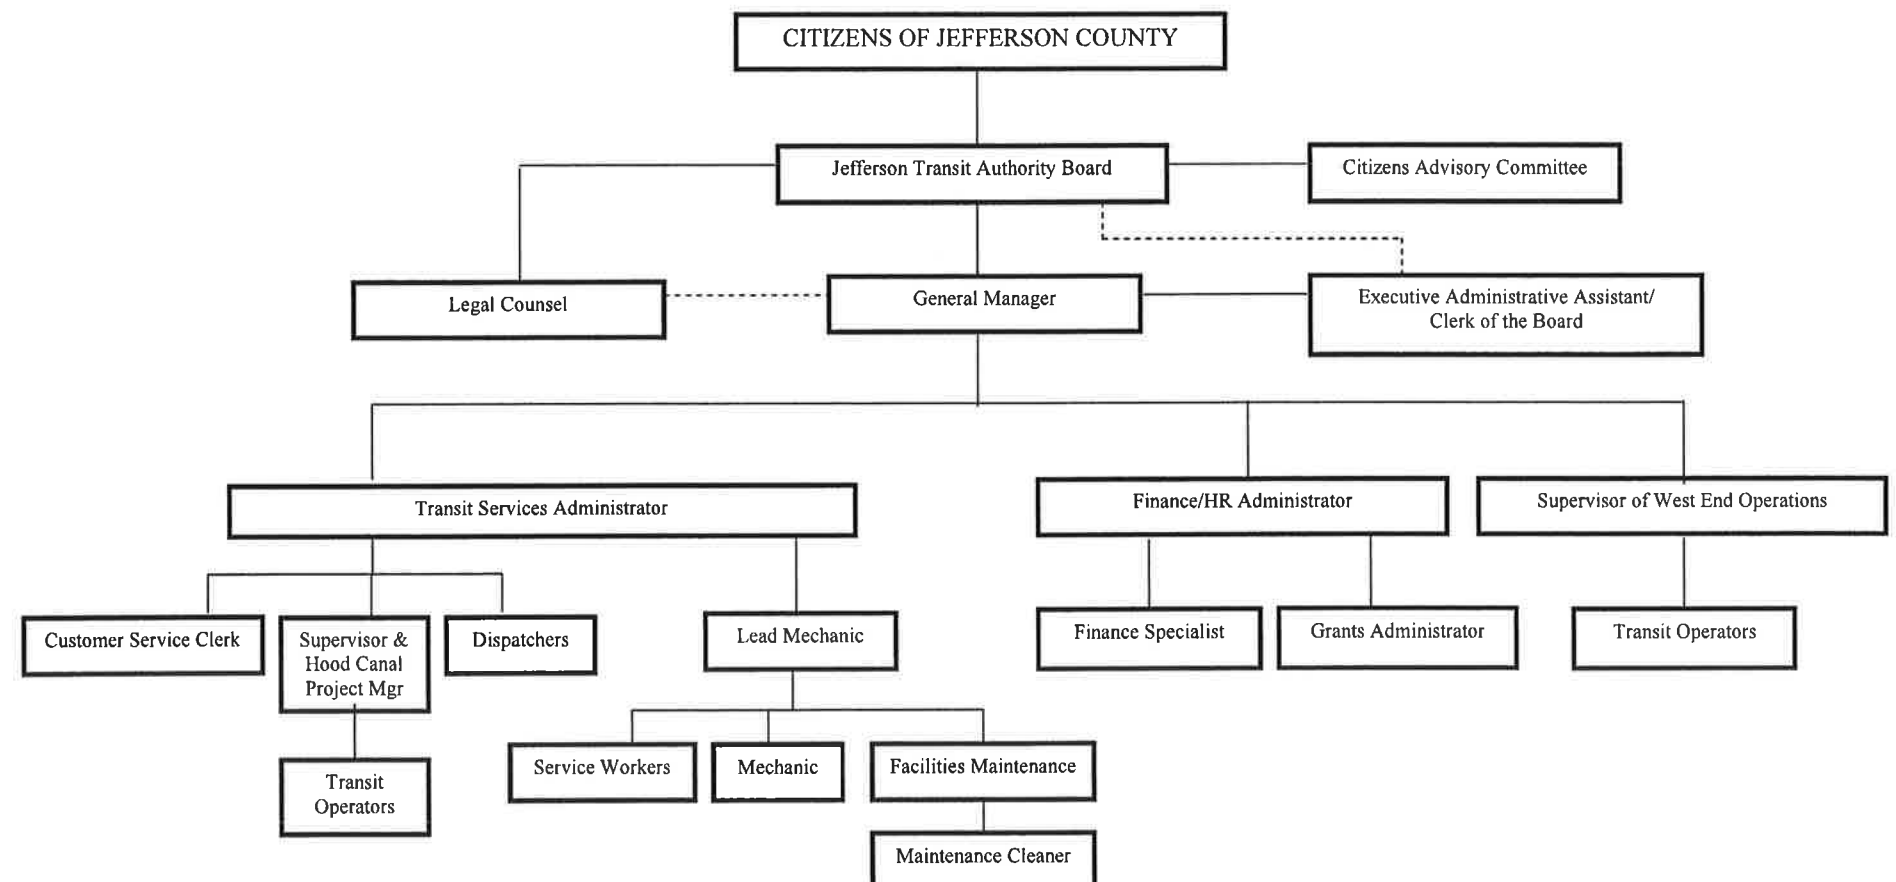 CITIZENS OF JEFFERSON COUNTY
Jefferson Transit Authority Board
Citizens Advisory Committee
Legal Counsel
General Manager
Executive Administrative Assistant/
Clerk of the Board
Transit Services Administrator
Finance/HR Administrator
Supervisor of West End Operations
Customer Service Clerk
Supervisor &
Hood Canal
Project Mgr
Dispatchers
Lead Mechanic
Finance Specialist
Grants Administrator
Transit Operators
Transit
Operators
Service Workers
Mechanic
Facilities Maintenance
Maintenance Cleaner